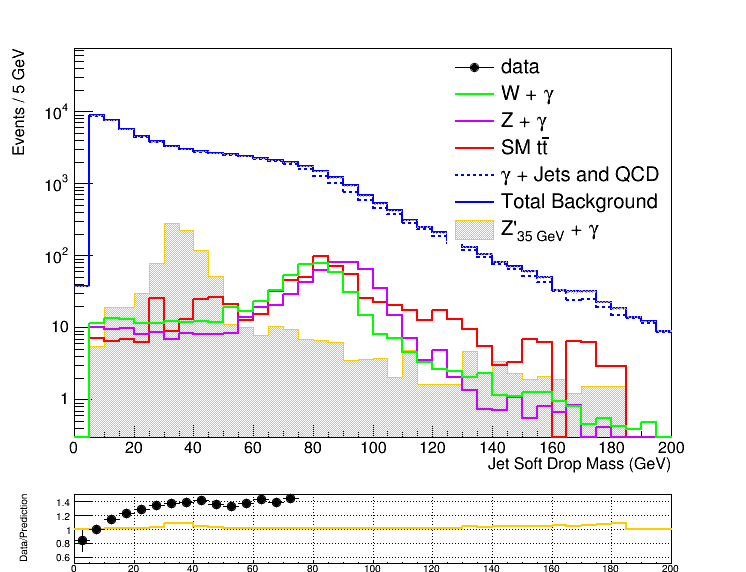 Events / 5 GeV
10⁴
10³
10²
10
1
data
W + γ
Z + γ
SM tt̄
γ + Jets and QCD
Total Background
Z'35 GeV + γ
0 20 40 60 80 100 120 140 160 180 200
Jet Soft Drop Mass (GeV)
Data/Prediction
1.4
1.2
1
0.8
0.6
0 20 40 60 80 100 120 140 160 180 200